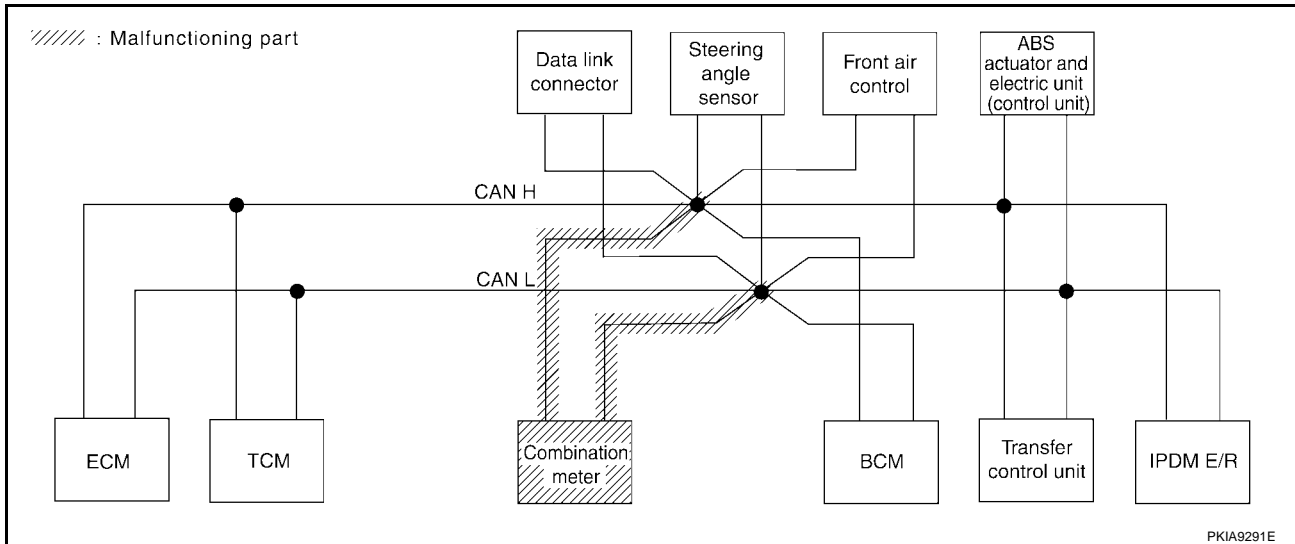 : Malfunctioning part
Data link
connector
Steering
angle
sensor
Front air
control
ABS
actuator and
electric unit
(control unit)
CAN H
CAN L
ECM
TCM
Combination
meter
BCM
Transfer
control unit
IPDM E/R
PKIA9291E